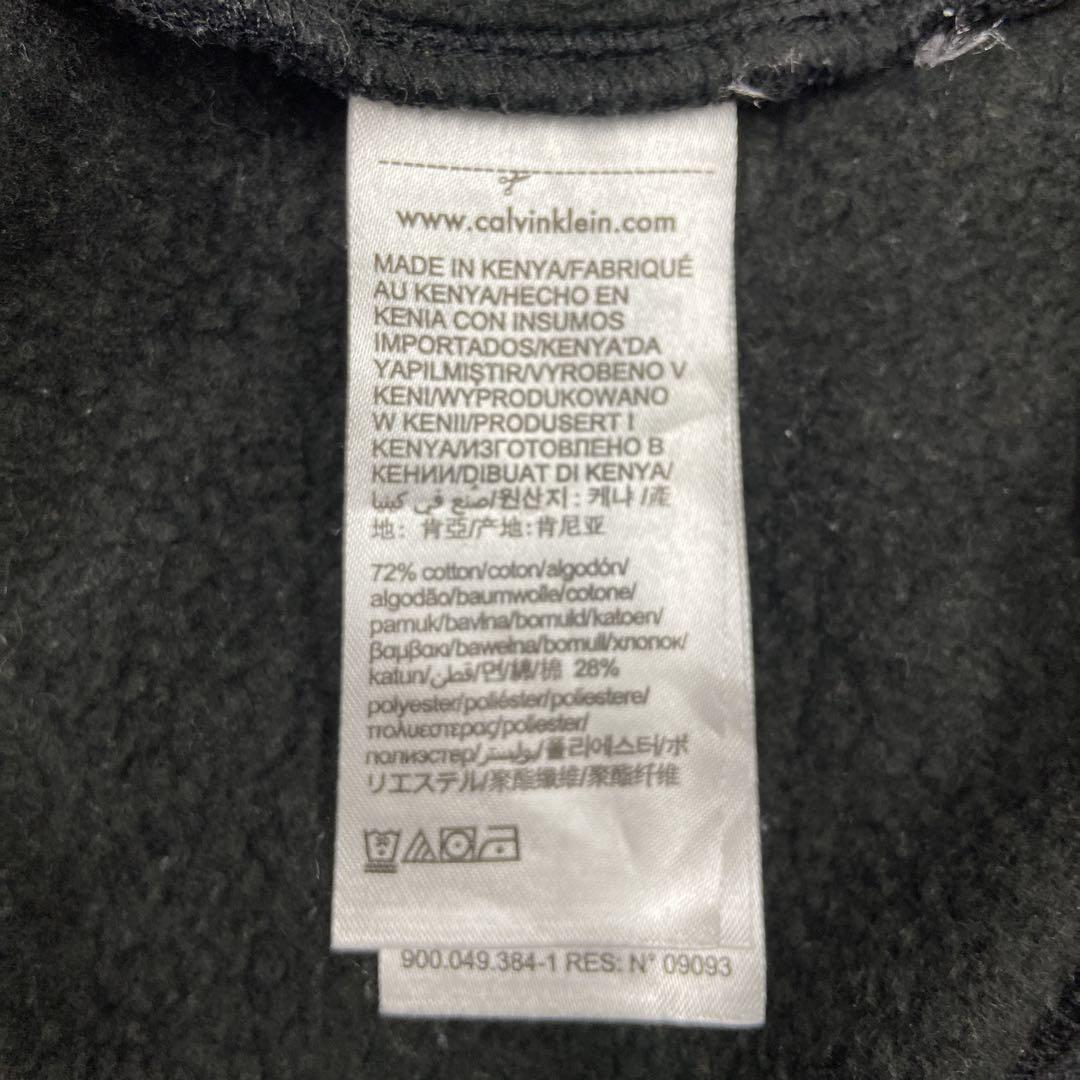 www.calvinklein.com
MADE IN KENYA/FABRIQUÉ
AU KENYA/HECHO EN
KENIA CON INSUMOS
IMPORTADOS/KENYA'DA
YAPILMIŞTIR/VYROBENO V
KENI/WYPRODUKOWANO
W KENII/PRODUSERT I
KENYA/ИЗГОТОВЛЕНО В
КЕНИИ/DIBUAT DI KENYA/
صنع في كينيا/원산지 : 케냐 /産
地： 肯亞/产地: 肯尼亚
72% cotton/coton/algodón/
algodão/baumwolle/cotone/
pamuk/bavlna/bomuld/katoen/
βαμβακι/bawełna/bomull/хлопок/
katun/قطن/면/綿/棉 28%
polyester/poliéster/poliestere/
πολυεστερας/poliester/
полиэстер/بوليستر/폴리에스터/ポ
リエステル/聚酯纖維/聚酯纤维
30
900.049.384-1 RES: N° 09093